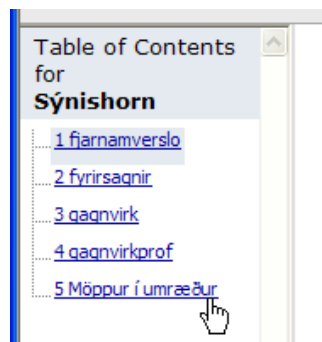 Table of Contents
for
Sýnishorn
1 fjarnamverslo
2 fyrirsagnir
3 gagnvirk
4 gagnvirkprof
5 Möppur í umræður